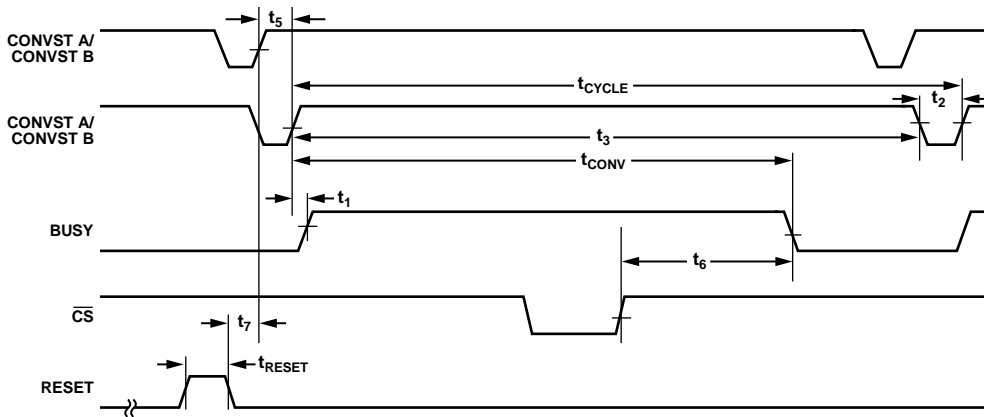 t5
CONVST A/
CONVST B
tCYCLE
t2
CONVST A/
CONVST B
t3
tCONV
t1
BUSY
t6
CS
t7
tRESET
RESET